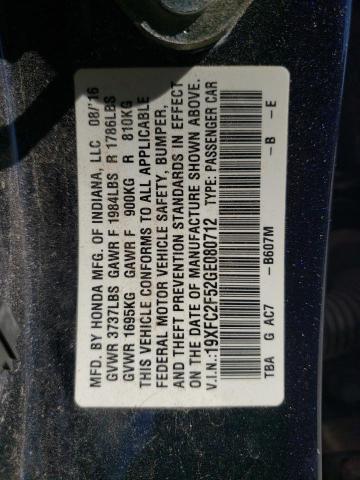 MFD. BY HONDA MFG. OF INDIANA, LLC 08/'16
GVWR 3737LBS GAWR F 1984LBS R 1786LBS
GVWR 1695KG GAWR F 900KG R 810KG
THIS VEHICLE CONFORMS TO ALL APPLICABLE
FEDERAL MOTOR VEHICLE SAFETY, BUMPER,
AND THEFT PREVENTION STANDARDS IN EFFECT
ON THE DATE OF MANUFACTURE SHOWN ABOVE.
V.I.N.:19XFC2F52GE080712 TYPE: PASSENGER CAR
TBA G AC7 -B607M -B -E